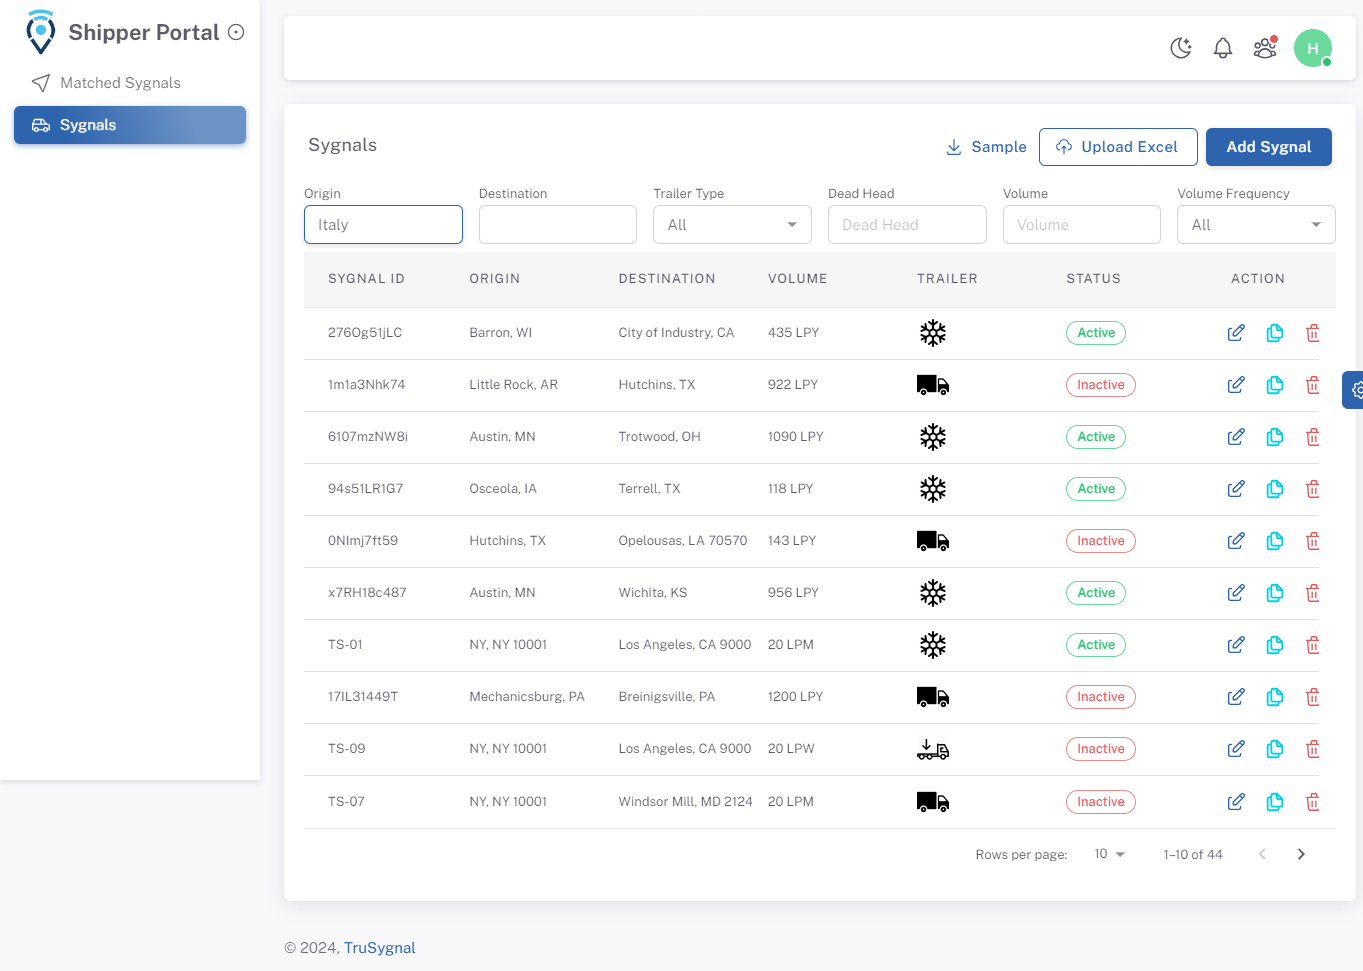 Shipper Portal
Matched Sygnals
Sygnals
H
Sygnals
Sample
Upload Excel
Add Sygnal
Origin Destination Trailer Type Dead Head Volume Volume Frequency
Italy All Dead Head Volume All
SYGNAL ID ORIGIN DESTINATION VOLUME TRAILER STATUS ACTION
276Og51jLC Barron, WI City of Industry, CA 435 LPY Active
1m1a3Nhk74 Little Rock, AR Hutchins, TX 922 LPY Inactive
6107mzNW8i Austin, MN Trotwood, OH 1090 LPY Active
94s51LR1G7 Osceola, IA Terrell, TX 118 LPY Active
0NImj7ft59 Hutchins, TX Opelousas, LA 70570 143 LPY Inactive
x7RH18c487 Austin, MN Wichita, KS 956 LPY Active
TS-01 NY, NY 10001 Los Angeles, CA 9000 20 LPM Active
17IL31449T Mechanicsburg, PA Breinigsville, PA 1200 LPY Inactive
TS-09 NY, NY 10001 Los Angeles, CA 9000 20 LPW Inactive
TS-07 NY, NY 10001 Windsor Mill, MD 2124 20 LPM Inactive
Rows per page: 10 1–10 of 44
© 2024, TruSygnal